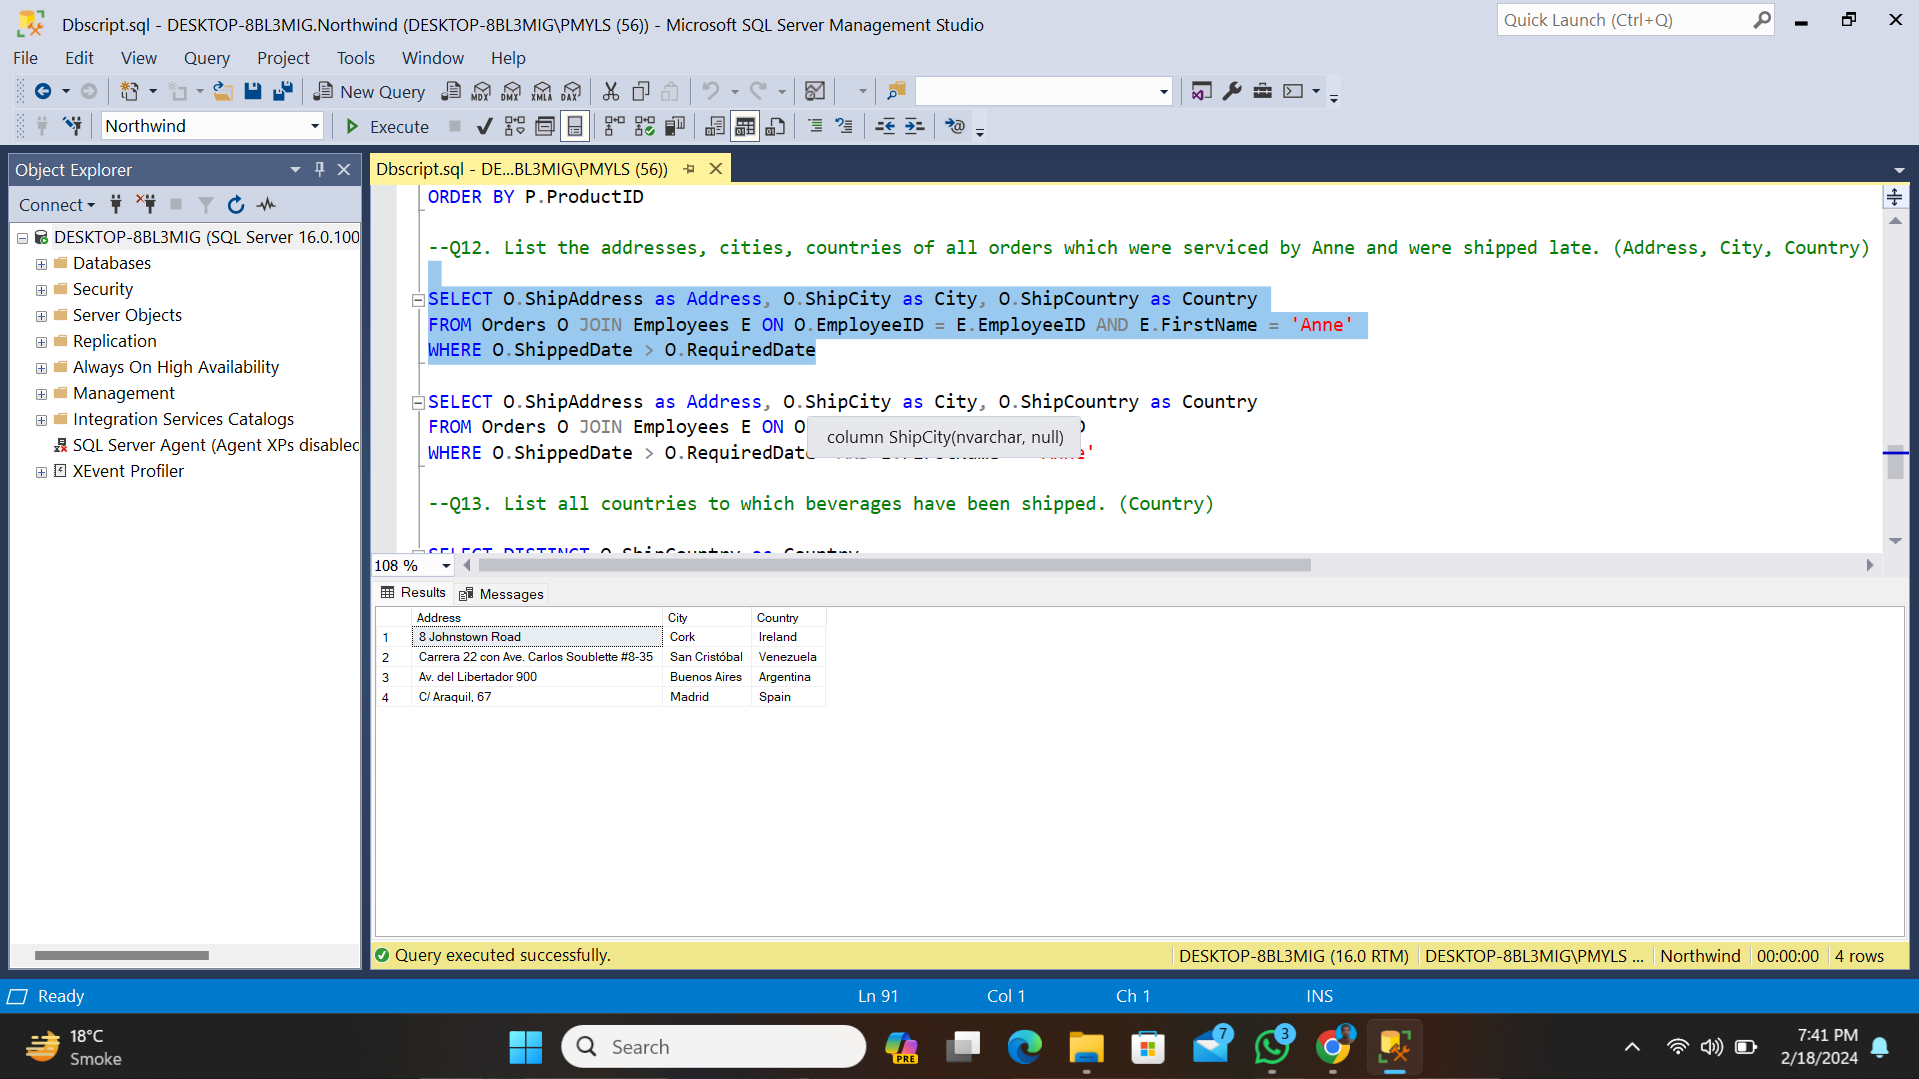 Dbscript.sql - DESKTOP-8BL3MIG.Northwind (DESKTOP-8BL3MIG\PMYLS (56)) - Microsoft SQL Server Management Studio
Quick Launch (Ctrl+Q)
File Edit View Query Project Tools Window Help
New Query MDX DMX XMLA DAX
Northwind Execute
Object Explorer
Connect
DESKTOP-8BL3MIG (SQL Server 16.0.100
Databases
Security
Server Objects
Replication
Always On High Availability
Management
Integration Services Catalogs
SQL Server Agent (Agent XPs disabled
XEvent Profiler
Dbscript.sql - DE...BL3MIG\PMYLS (56))
ORDER BY P.ProductID
--Q12. List the addresses, cities, countries of all orders which were serviced by Anne and were shipped late. (Address, City, Country)
SELECT O.ShipAddress as Address, O.ShipCity as City, O.ShipCountry as Country
FROM Orders O JOIN Employees E ON O.EmployeeID = E.EmployeeID AND E.FirstName = 'Anne'
WHERE O.ShippedDate > O.RequiredDate
SELECT O.ShipAddress as Address, O.ShipCity as City, O.ShipCountry as Country
FROM Orders O JOIN Employees E ON O
column ShipCity(nvarchar, null)
WHERE O.ShippedDate > O.RequiredDate
--Q13. List all countries to which beverages have been shipped. (Country)
SELECT DISTINCT O.ShipCountry as Country
108 %
Results Messages
Address City Country
1 8 Johnstown Road Cork Ireland
2 Carrera 22 con Ave. Carlos Soublette #8-35 San Cristóbal Venezuela
3 Av. del Libertador 900 Buenos Aires Argentina
4 C/ Araquil, 67 Madrid Spain
Query executed successfully.
DESKTOP-8BL3MIG (16.0 RTM) DESKTOP-8BL3MIG\PMYLS ... Northwind 00:00:00 4 rows
Ready Ln 91 Col 1 Ch 1 INS
18°C
Smoke
Search
PRE
7
3
7:41 PM
2/18/2024